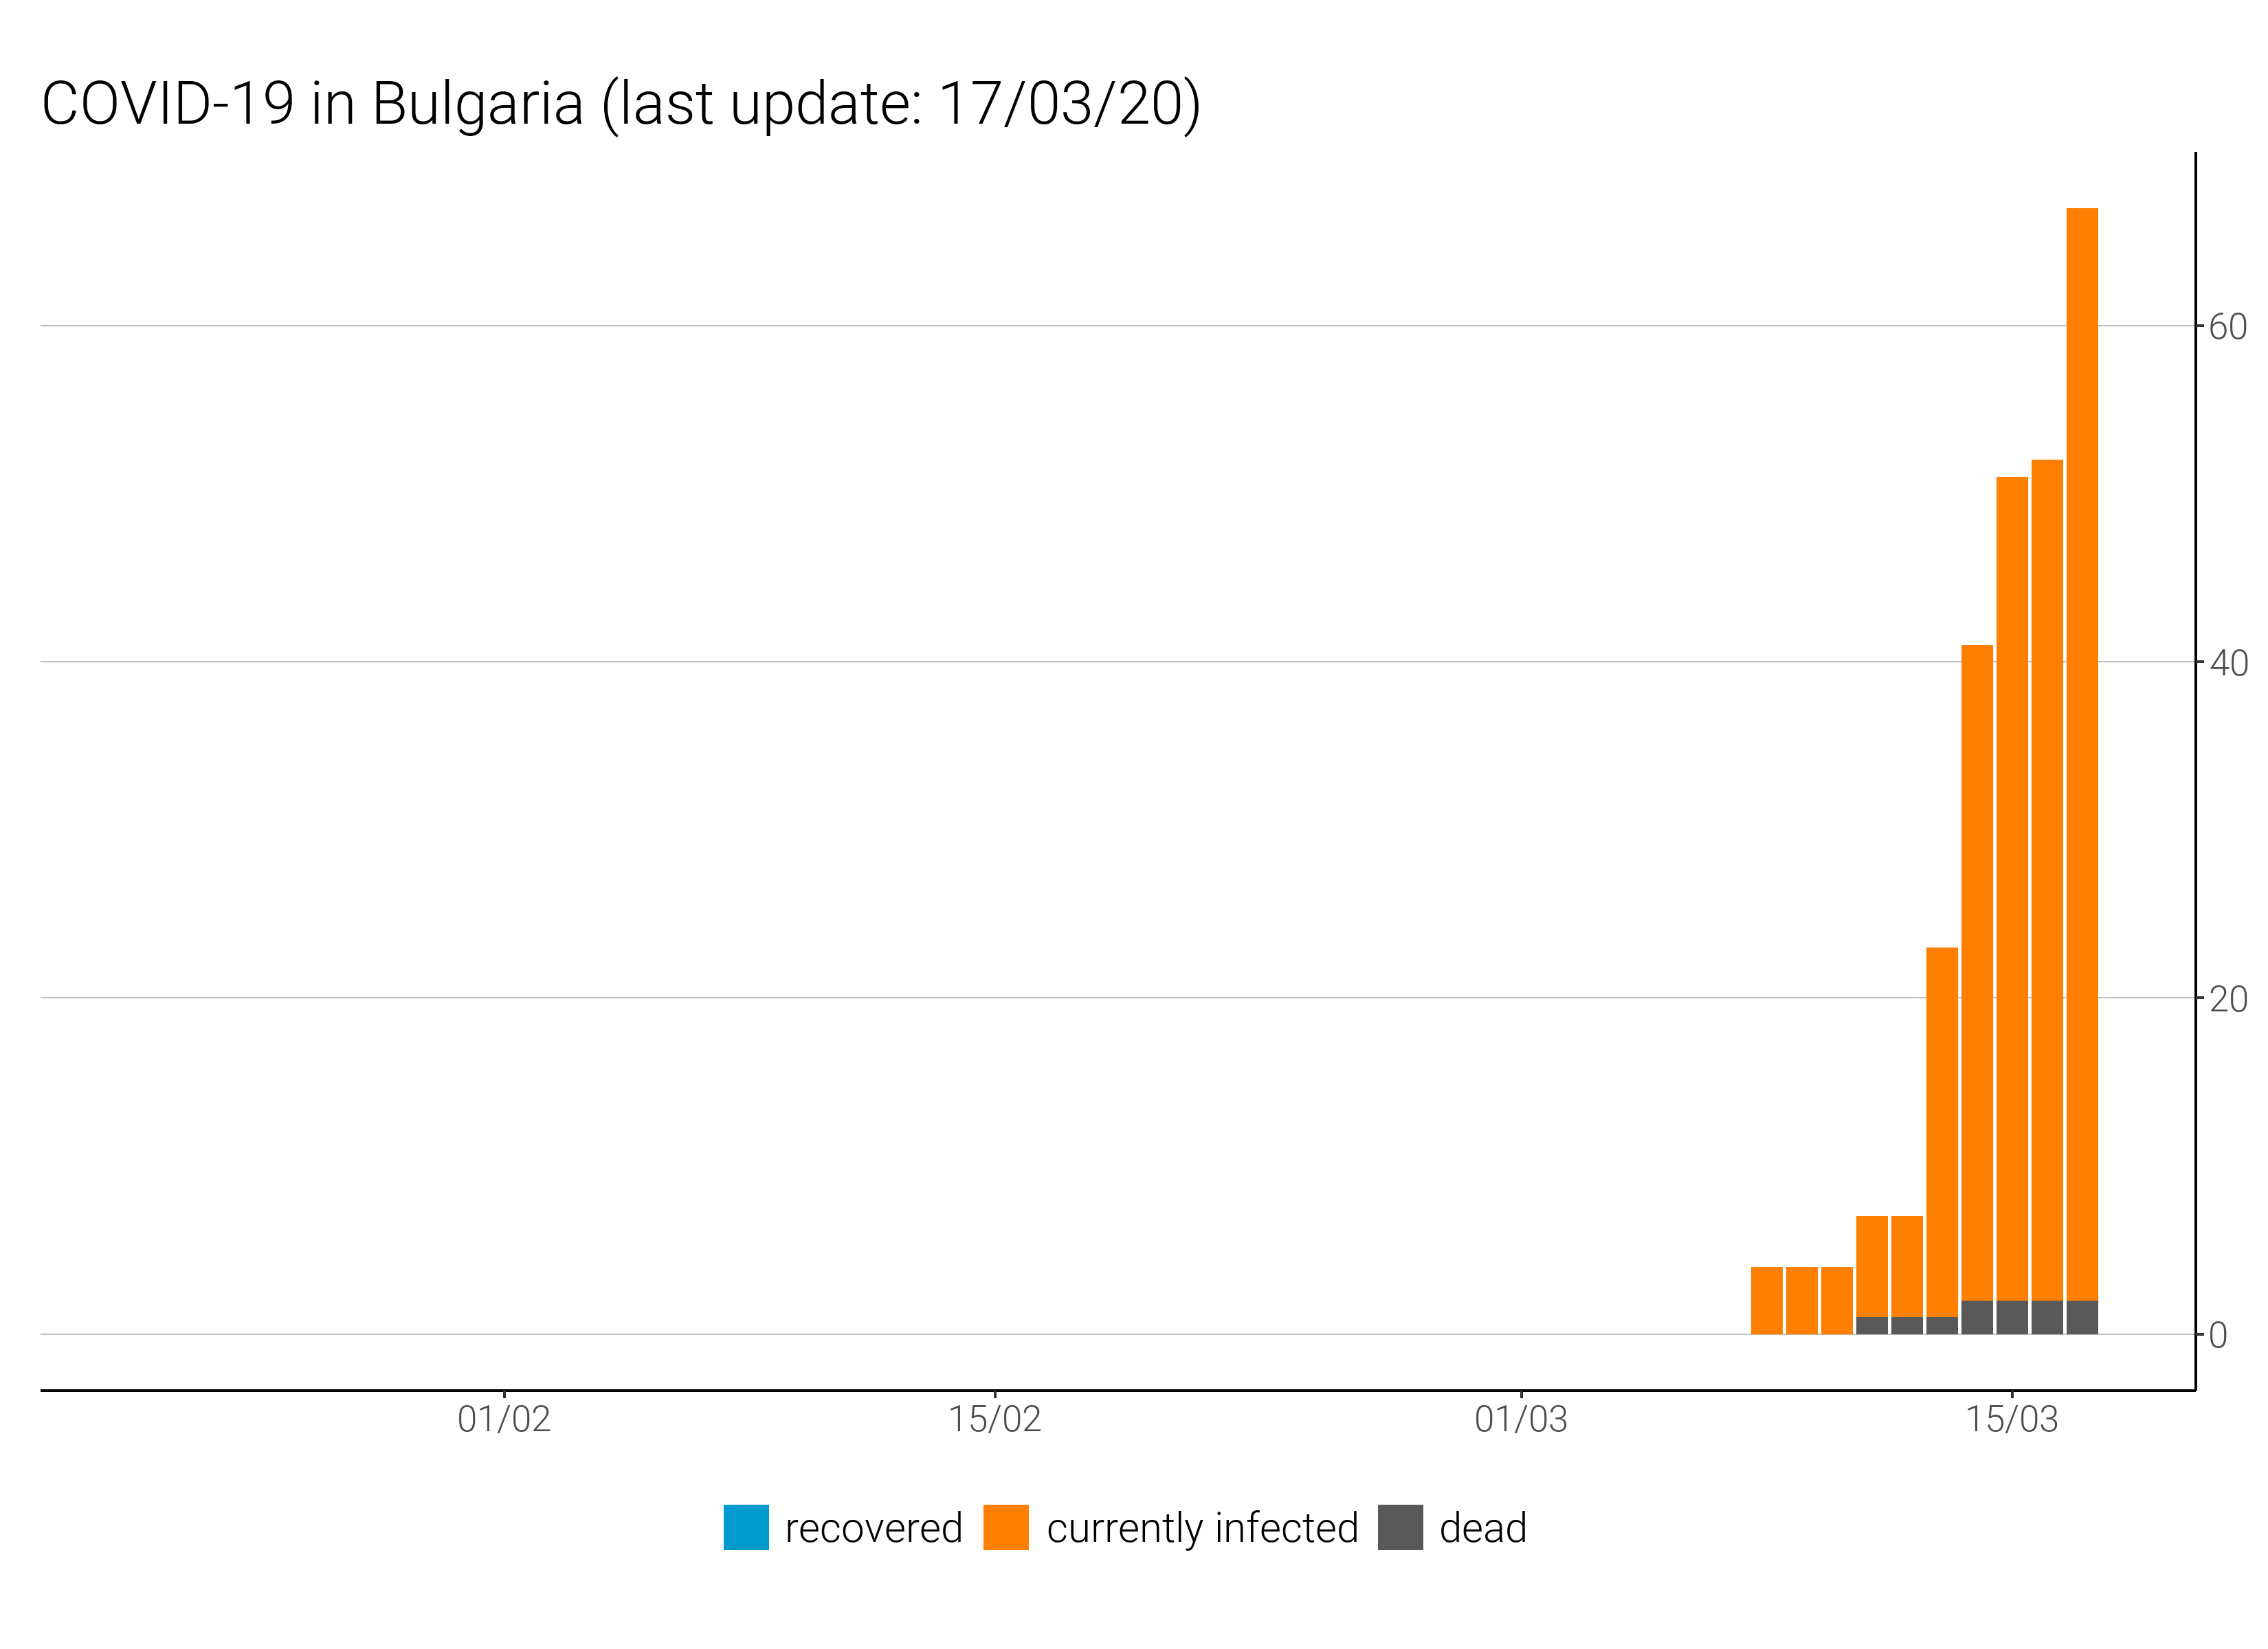 COVID-19 in Bulgaria (last update: 17/03/20)
60
40
20
0
01/02 15/02 01/03 15/03
recovered currently infected dead